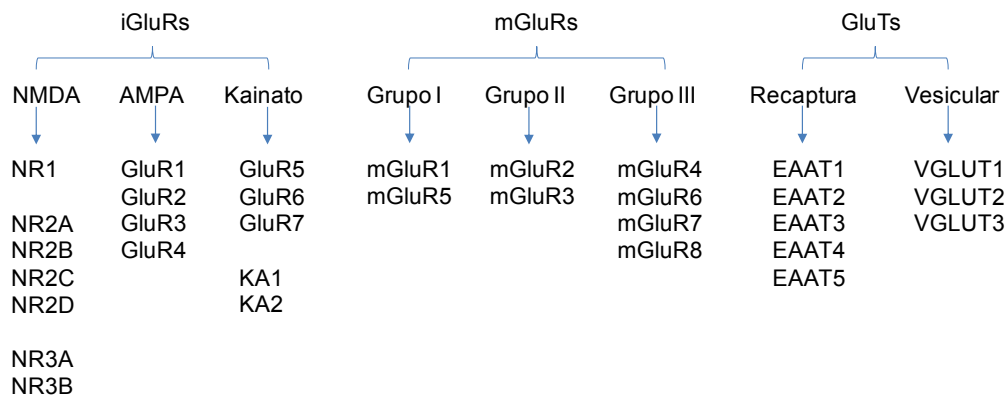 iGluRs mGluRs GluTs
NMDA AMPA Kainato Grupo I Grupo II Grupo III Recaptura Vesicular
NR1 GluR1 GluR5 mGluR1 mGluR2 mGluR4 EAAT1 VGLUT1
GluR2 GluR6 mGluR5 mGluR3 mGluR6 EAAT2 VGLUT2
NR2A GluR3 GluR7 mGluR7 EAAT3 VGLUT3
NR2B GluR4 mGluR8 EAAT4
NR2C KA1 EAAT5
NR2D KA2
NR3A
NR3B